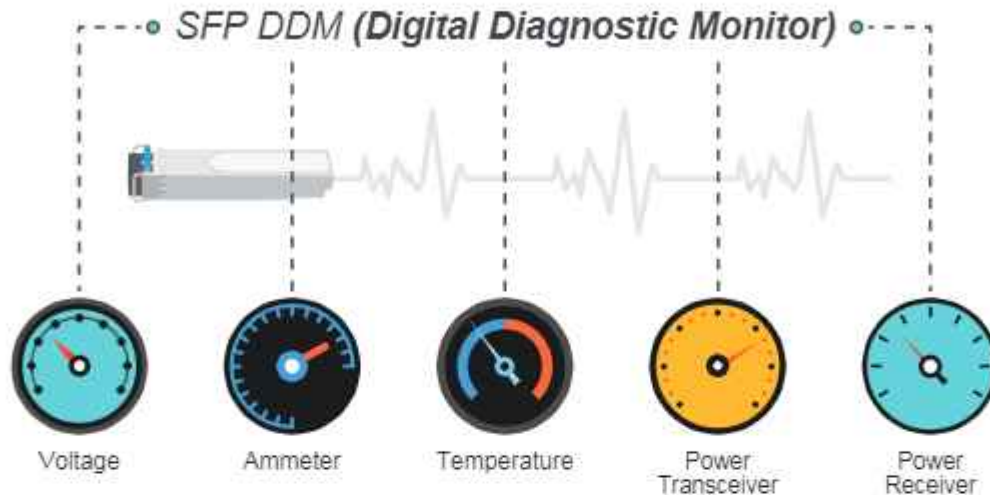 SFP DDM (Digital Diagnostic Monitor)
Voltage
Ammeter
Temperature
Power
Transceiver
Power
Receiver